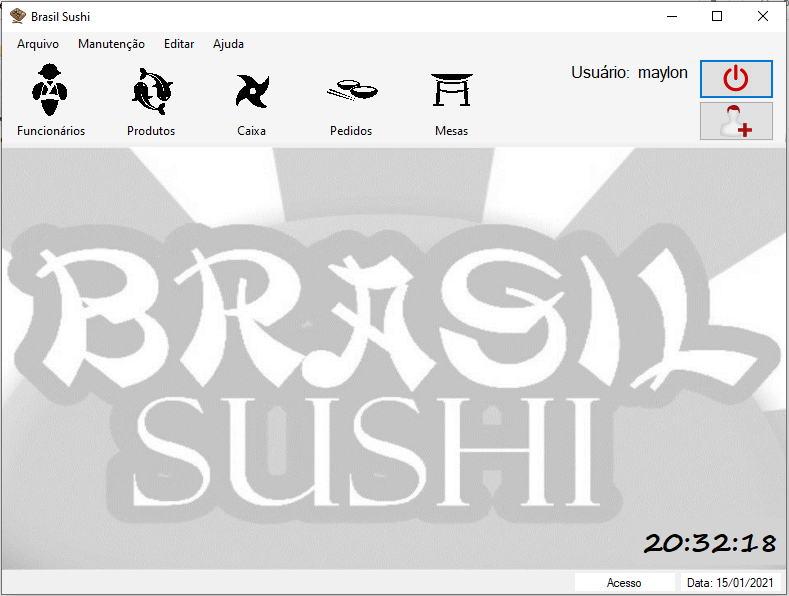 Brasil Sushi
Arquivo Manutenção Editar Ajuda
Usuário: maylon
Funcionários Produtos Caixa Pedidos Mesas
BRASIL
SUSHI
20:32:18
Acesso Data: 15/01/2021